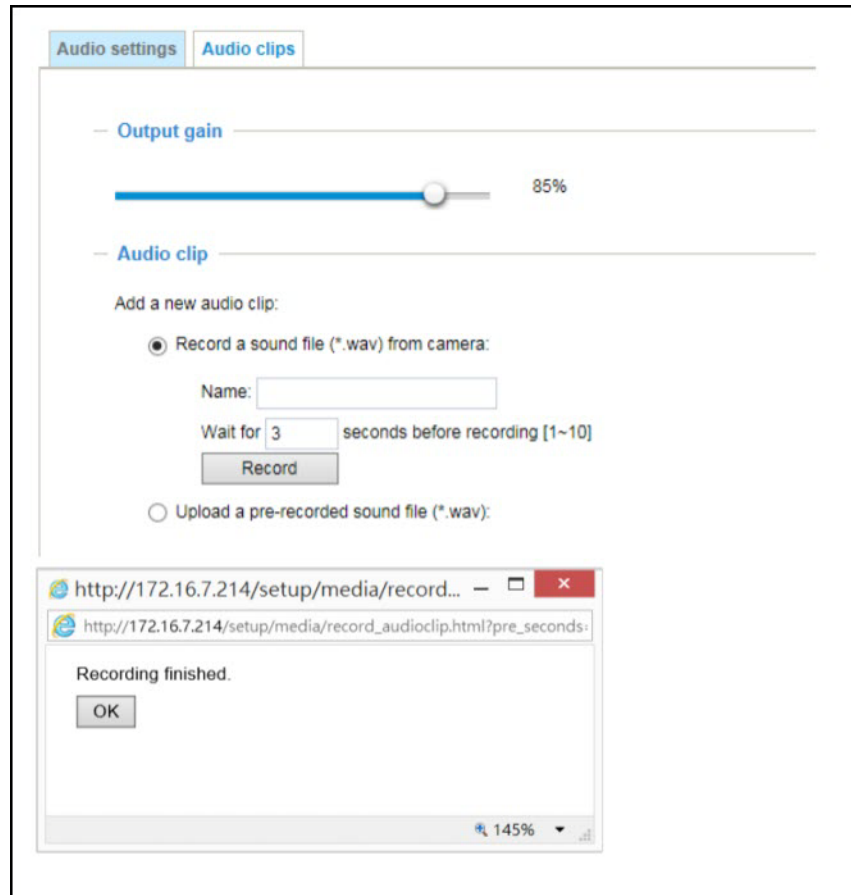 Audio settings Audio clips
Output gain
85%
Audio clip
Add a new audio clip:
Record a sound file (*.wav) from camera:
Name:
Wait for 3 seconds before recording [1~10]
Record
Upload a pre-recorded sound file (*.wav):
http://172.16.7.214/setup/media/record...
http://172.16.7.214/setup/media/record_audioclip.html?pre_seconds=
Recording finished.
OK
145%